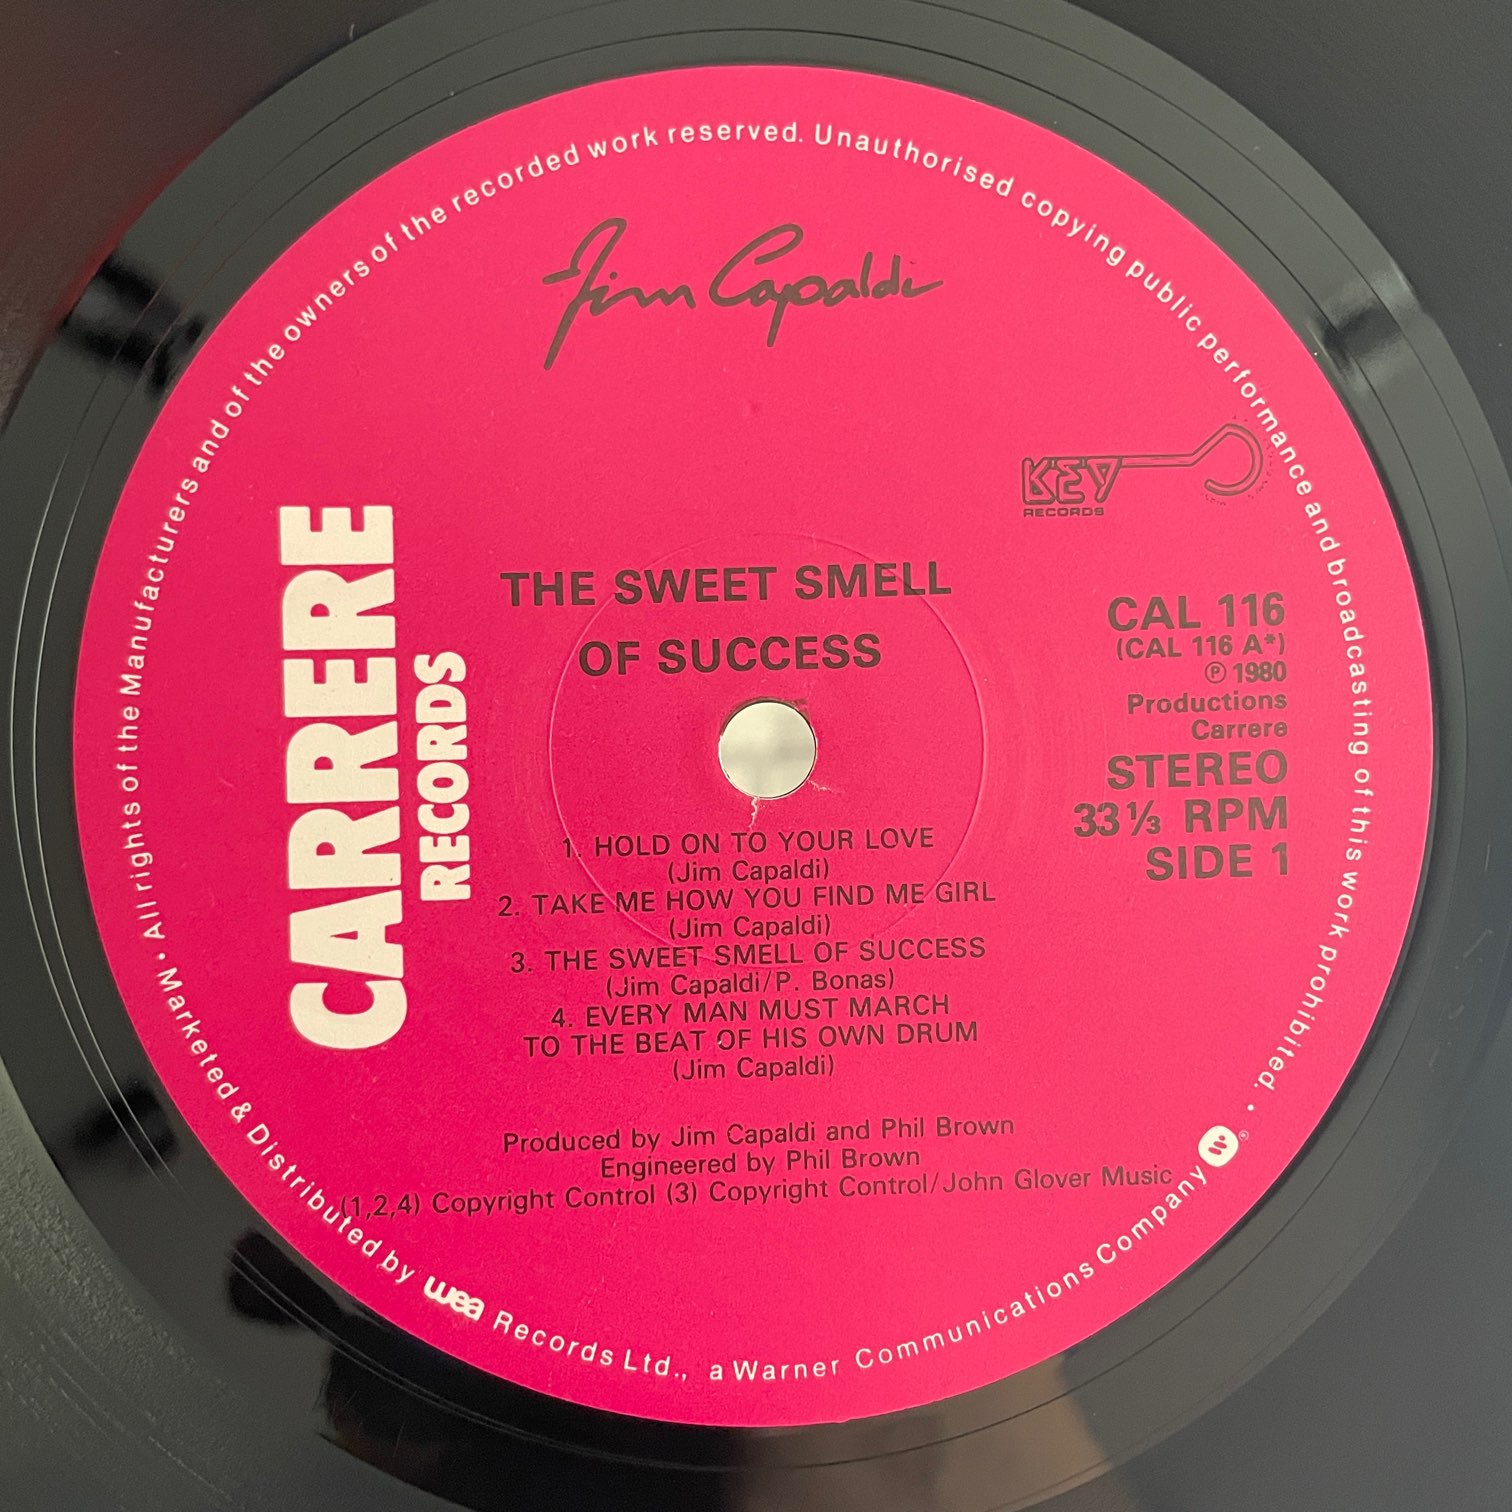 All rights of the Manufacturers and of the owners of the recorded work reserved. Unauthorised copying public performance and broadcasting of this work prohibited. •
Jim Capaldi
KEY
RECORDS
CARRERE
RECORDS
THE SWEET SMELL
OF SUCCESS
CAL 116
(CAL 116 A*)
℗ 1980
Productions
Carrere
STEREO
33⅓ RPM
SIDE 1
1. HOLD ON TO YOUR LOVE
(Jim Capaldi)
2. TAKE ME HOW YOU FIND ME GIRL
(Jim Capaldi)
3. THE SWEET SMELL OF SUCCESS
(Jim Capaldi/P. Bonas)
4. EVERY MAN MUST MARCH
TO THE BEAT OF HIS OWN DRUM
(Jim Capaldi)
Produced by Jim Capaldi and Phil Brown
Engineered by Phil Brown
(1,2,4) Copyright Control (3) Copyright Control/John Glover Music
• Marketed & Distributed by wea Records Ltd., a Warner Communications Company W ®